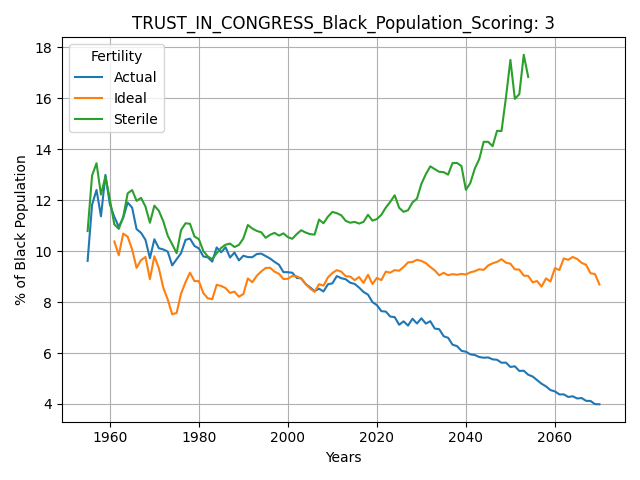 TRUST_IN_CONGRESS_Black_Population_Scoring: 3
Fertility
Actual
Ideal
Sterile
% of Black Population
18
16
14
12
10
8
6
4
1960 1980 2000 2020 2040 2060
Years